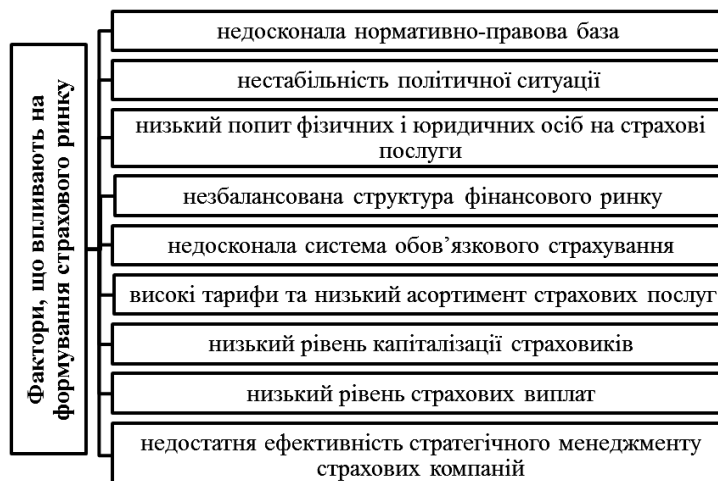 Фактори, що впливають на
формування страхового ринку
недосконала нормативно-правова база
нестабільність політичної ситуації
низький попит фізичних і юридичних осіб на страхові
послуги
незбалансована структура фінансового ринку
недосконала система обов’язкового страхування
високі тарифи та низький асортимент страхових послуг
низький рівень капіталізації страховиків
низький рівень страхових виплат
недостатня ефективність стратегічного менеджменту
страхових компаній